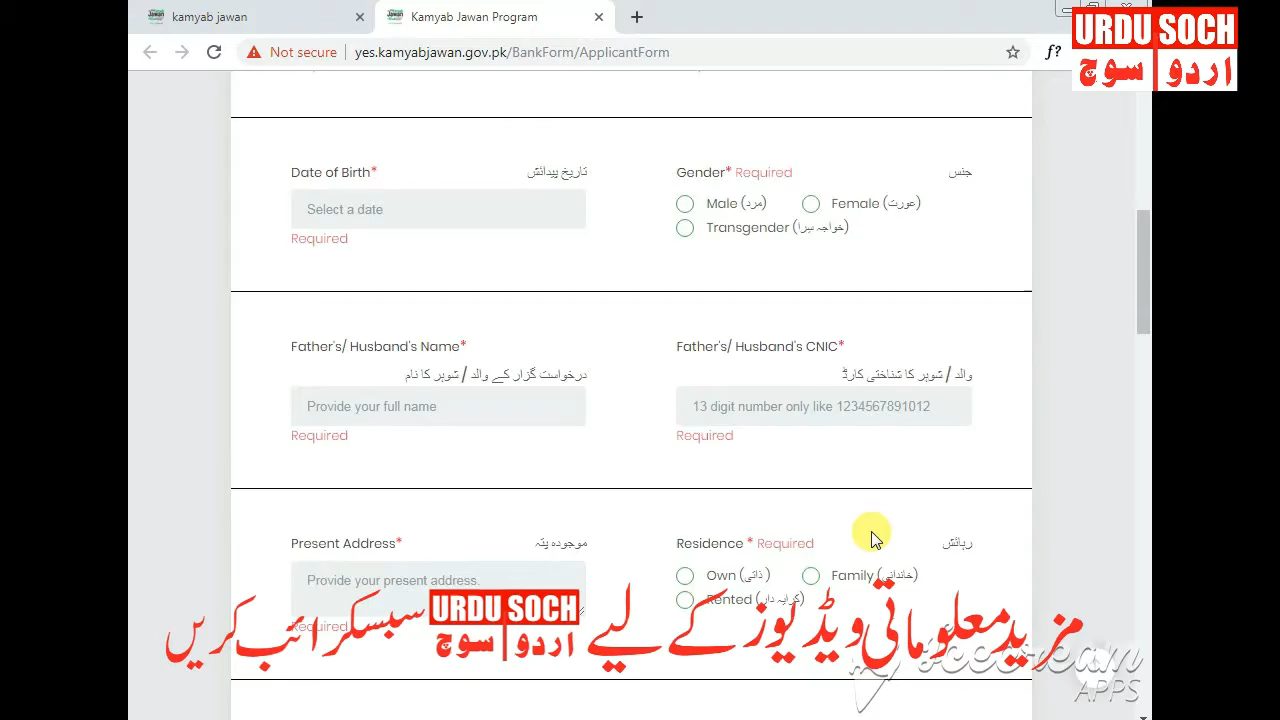 kamyab jawan
Kamyab Jawan Program
Not secure
yes.kamyabjawan.gov.pk/BankForm/ApplicantForm
f?
URDU SOCH
اردو سوچ
Date of Birth*
تاریخ پیدائش
Select a date
Required
Gender* Required
جنس
Male (مرد)
Female (عورت)
Transgender (خواجہ سرا)
Father's/ Husband's Name*
درخواست گزار کے والد / شوہر کا نام
Provide your full name
Required
Father's/ Husband's CNIC*
والد / شوہر کا شناختی کارڈ
13 digit number only like 1234567891012
Required
Present Address*
موجودہ پتہ
Provide your present address.
Required
Residence * Required
رہائش
Own (ذاتی)
Family (خاندانی)
Rented (کرایہ دار)
مزید معلوماتی ویڈیوز کے لیے URDU SOCH اردو سوچ سبسکرائب کریں
APPS